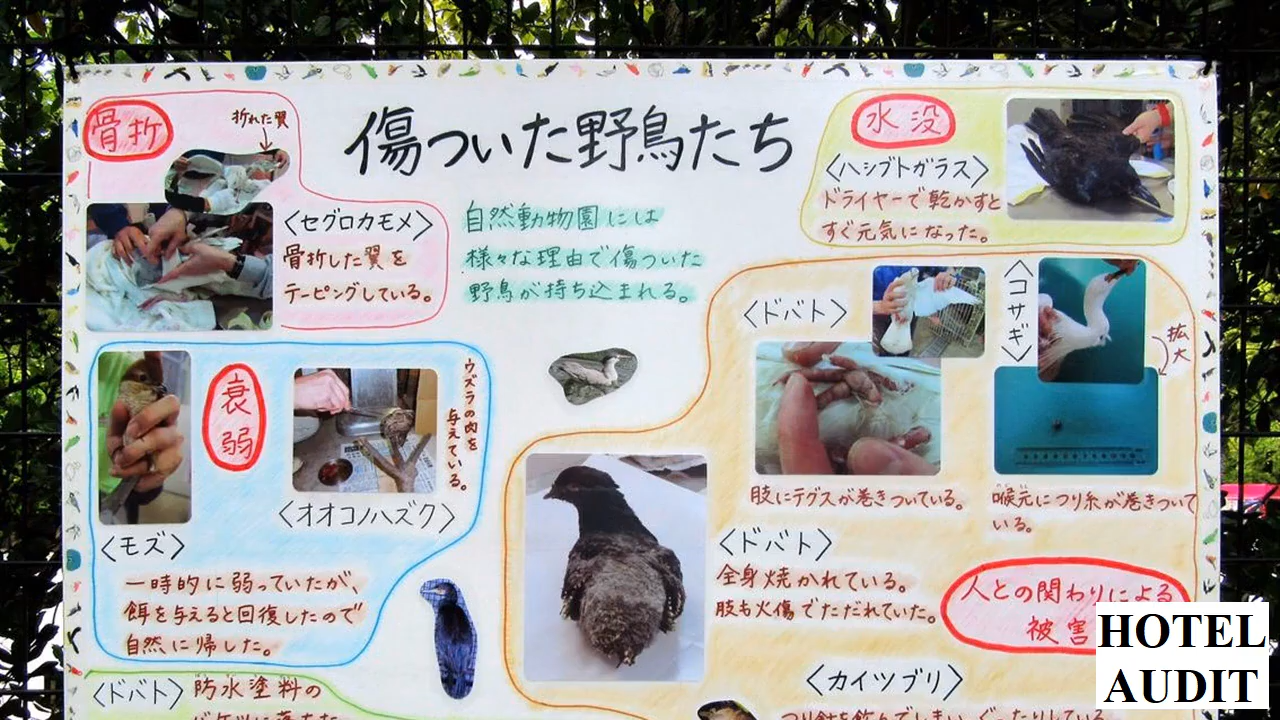 傷ついた野鳥たち
骨折
折れた翼
〈セグロカモメ〉
骨折した翼を
テーピングしている。
自然動物園には
様々な理由で傷ついた
野鳥が持ち込まれる。
水没
〈ハシブトガラス〉
ドライヤーで乾かすと
すぐ元気になった。
衰弱
ウズラの肉を
与えている。
〈オオコノハズク〉
〈モズ〉
一時的に弱っていたが、
餌を与えると回復したので
自然に帰した。
〈ドバト〉
肢にテグスが巻きついている。
〈コサギ〉
拡大
喉元につり糸が巻きついて
いる。
〈ドバト〉
全身焼かれている。
肢も火傷でただれていた。
人との関わりによる
被害
〈カイツブリ〉
〈ドバト〉防水塗料の
HOTEL
AUDIT